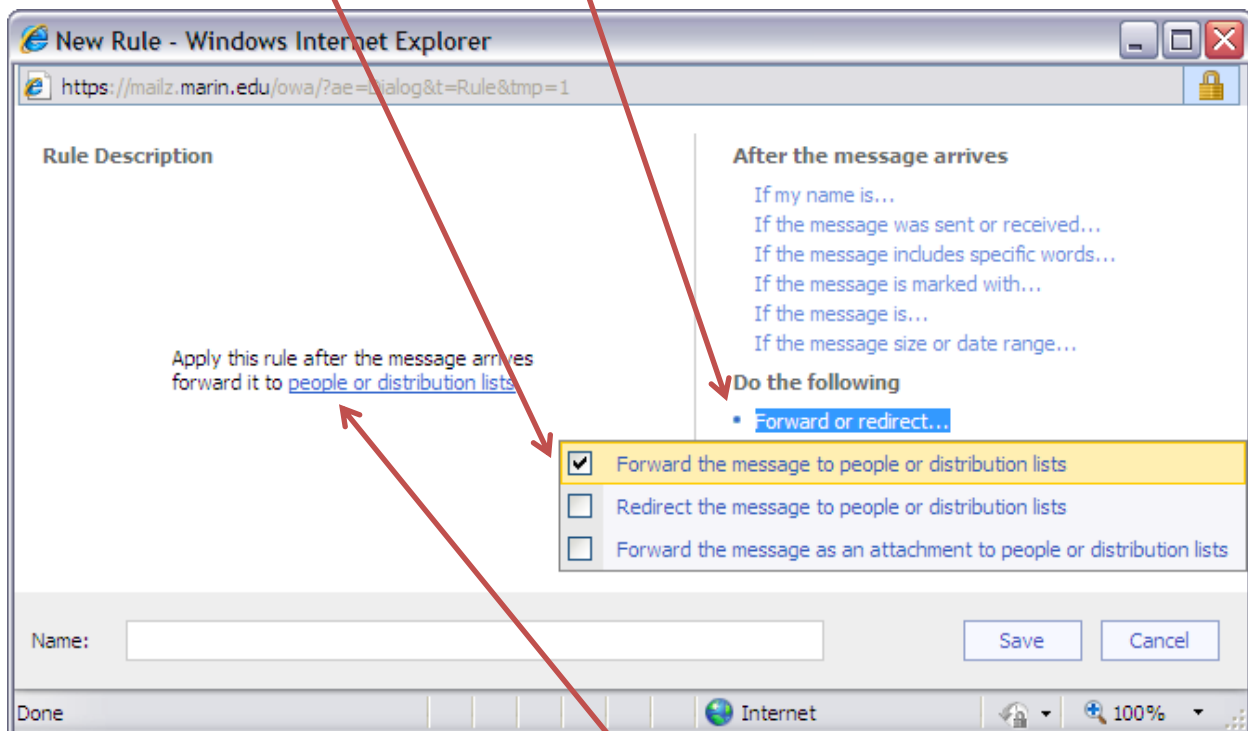 New Rule - Windows Internet Explorer
https://mailz.marin.edu/owa/?ae=Dialog&t=Rule&tmp=1
Rule Description
Apply this rule after the message arrives
forward it to people or distribution lists
After the message arrives
If my name is...
If the message was sent or received...
If the message includes specific words...
If the message is marked with...
If the message is...
If the message size or date range...
Do the following
• Forward or redirect...
Forward the message to people or distribution lists
Redirect the message to people or distribution lists
Forward the message as an attachment to people or distribution lists
Name:
Save
Cancel
Done
Internet
100%